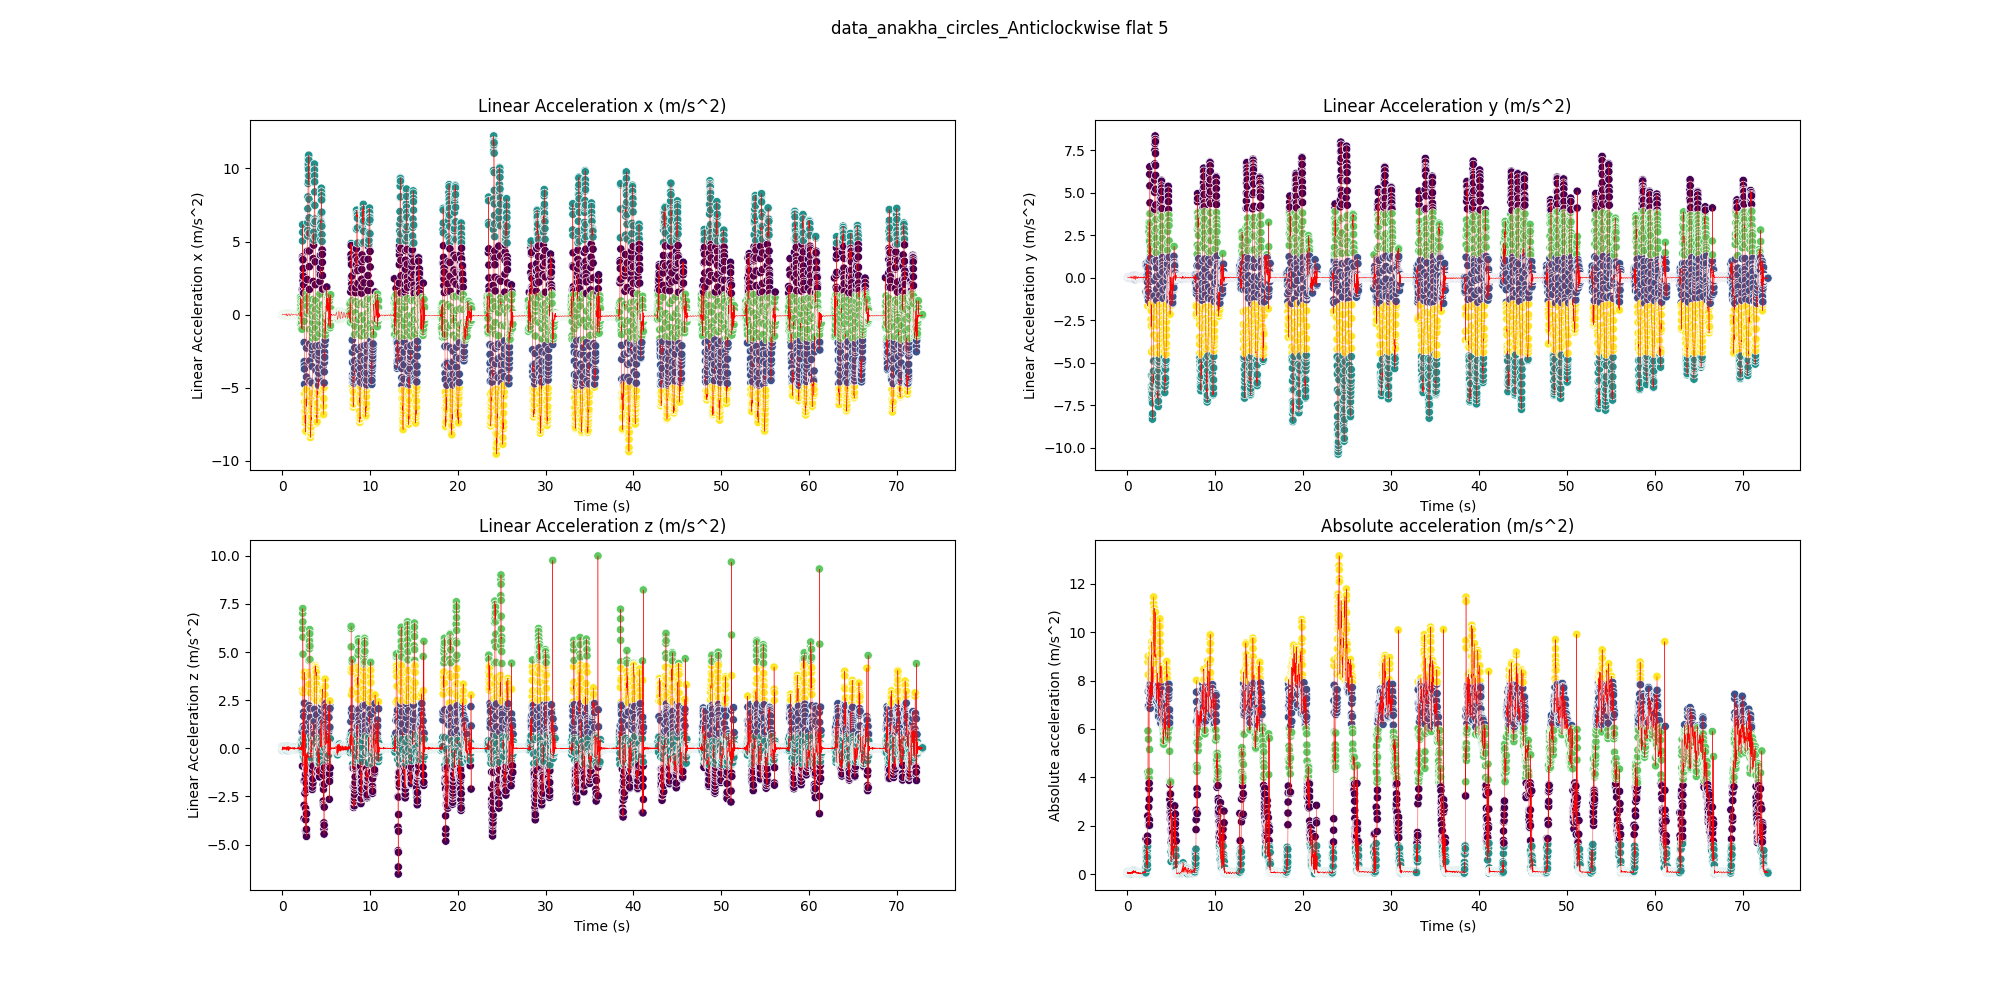 data_anakha_circles_Anticlockwise flat 5
Linear Acceleration x (m/s^2)
Linear Acceleration x (m/s^2)
10
5
0
−5
−10
0 10 20 30 40 50 60 70
Time (s)
Linear Acceleration y (m/s^2)
Linear Acceleration y (m/s^2)
7.5
5.0
2.5
0.0
−2.5
−5.0
−7.5
−10.0
0 10 20 30 40 50 60 70
Time (s)
Linear Acceleration z (m/s^2)
Linear Acceleration z (m/s^2)
10.0
7.5
5.0
2.5
0.0
−2.5
−5.0
0 10 20 30 40 50 60 70
Time (s)
Absolute acceleration (m/s^2)
Absolute acceleration (m/s^2)
12
10
8
6
4
2
0
0 10 20 30 40 50 60 70
Time (s)